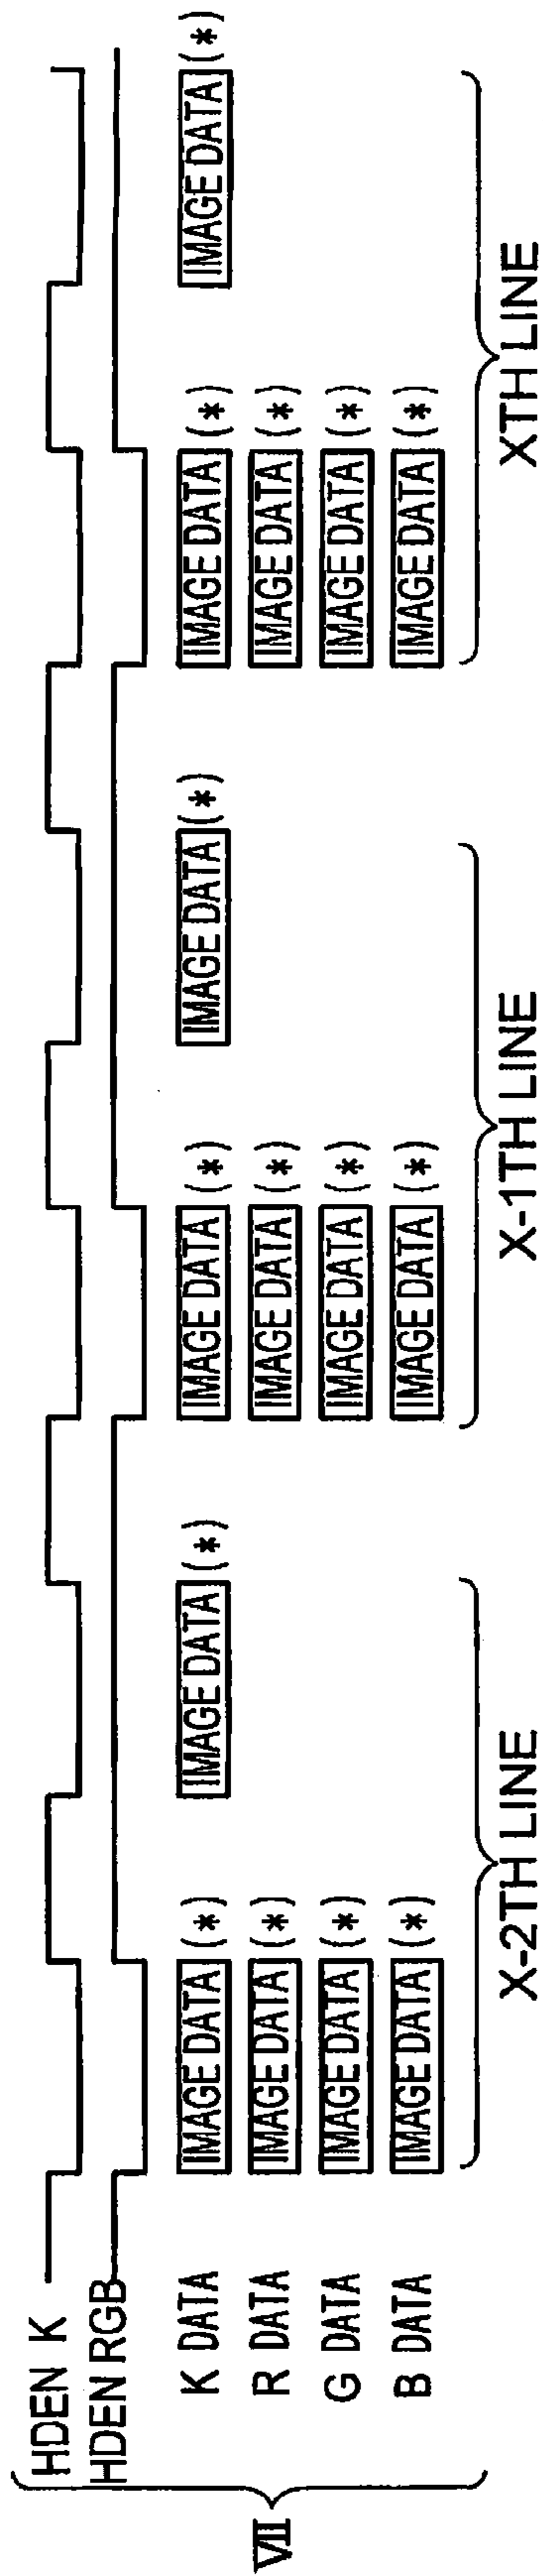 VII
HDEN K
HDEN RGB
K DATA IMAGE DATA (*) IMAGE DATA (*) IMAGE DATA (*) IMAGE DATA (*) IMAGE DATA (*) IMAGE DATA (*)
R DATA IMAGE DATA (*) IMAGE DATA (*) IMAGE DATA (*)
G DATA IMAGE DATA (*) IMAGE DATA (*) IMAGE DATA (*)
B DATA IMAGE DATA (*) IMAGE DATA (*) IMAGE DATA (*)
X-2TH LINE X-1TH LINE XTH LINE